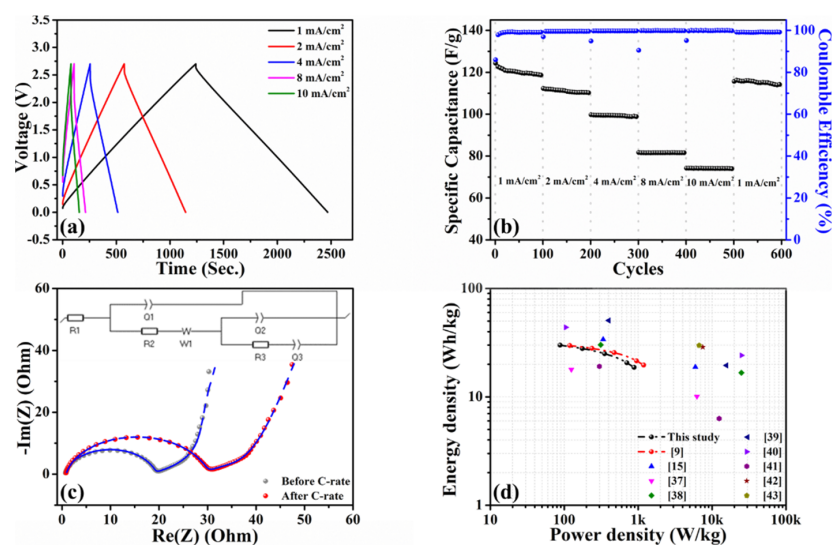 3.5
3.0
2.5
2.0
1.5
1.0
0.5
0.0
-0.5
Voltage (V)
1 mA/cm2
2 mA/cm2
4 mA/cm2
8 mA/cm2
10 mA/cm2
(a)
0 500 1000 1500 2000 2500
Time (Sec.)
140
120
100
80
60
40
Specific Capacitance (F/g)
100
80
60
40
20
0
Coulomble Efficiency (%)
1 mA/cm2 2 mA/cm2 4 mA/cm2 8 mA/cm2 10 mA/cm2 1 mA/cm2
(b)
0 100 200 300 400 500 600
Cycles
60
40
20
0
-Im(Z) (Ohm)
Q1
R1
R2 W1
Q2
R3 Q3
Before C-rate
After C-rate
(c)
0 10 20 30 40 50 60
Re(Z) (Ohm)
100
10
1
Energy density (Wh/kg)
This study
[9]
[15]
[37]
[38]
[39]
[40]
[41]
[42]
[43]
(d)
10 100 1k 10k 100k
Power density (W/kg)